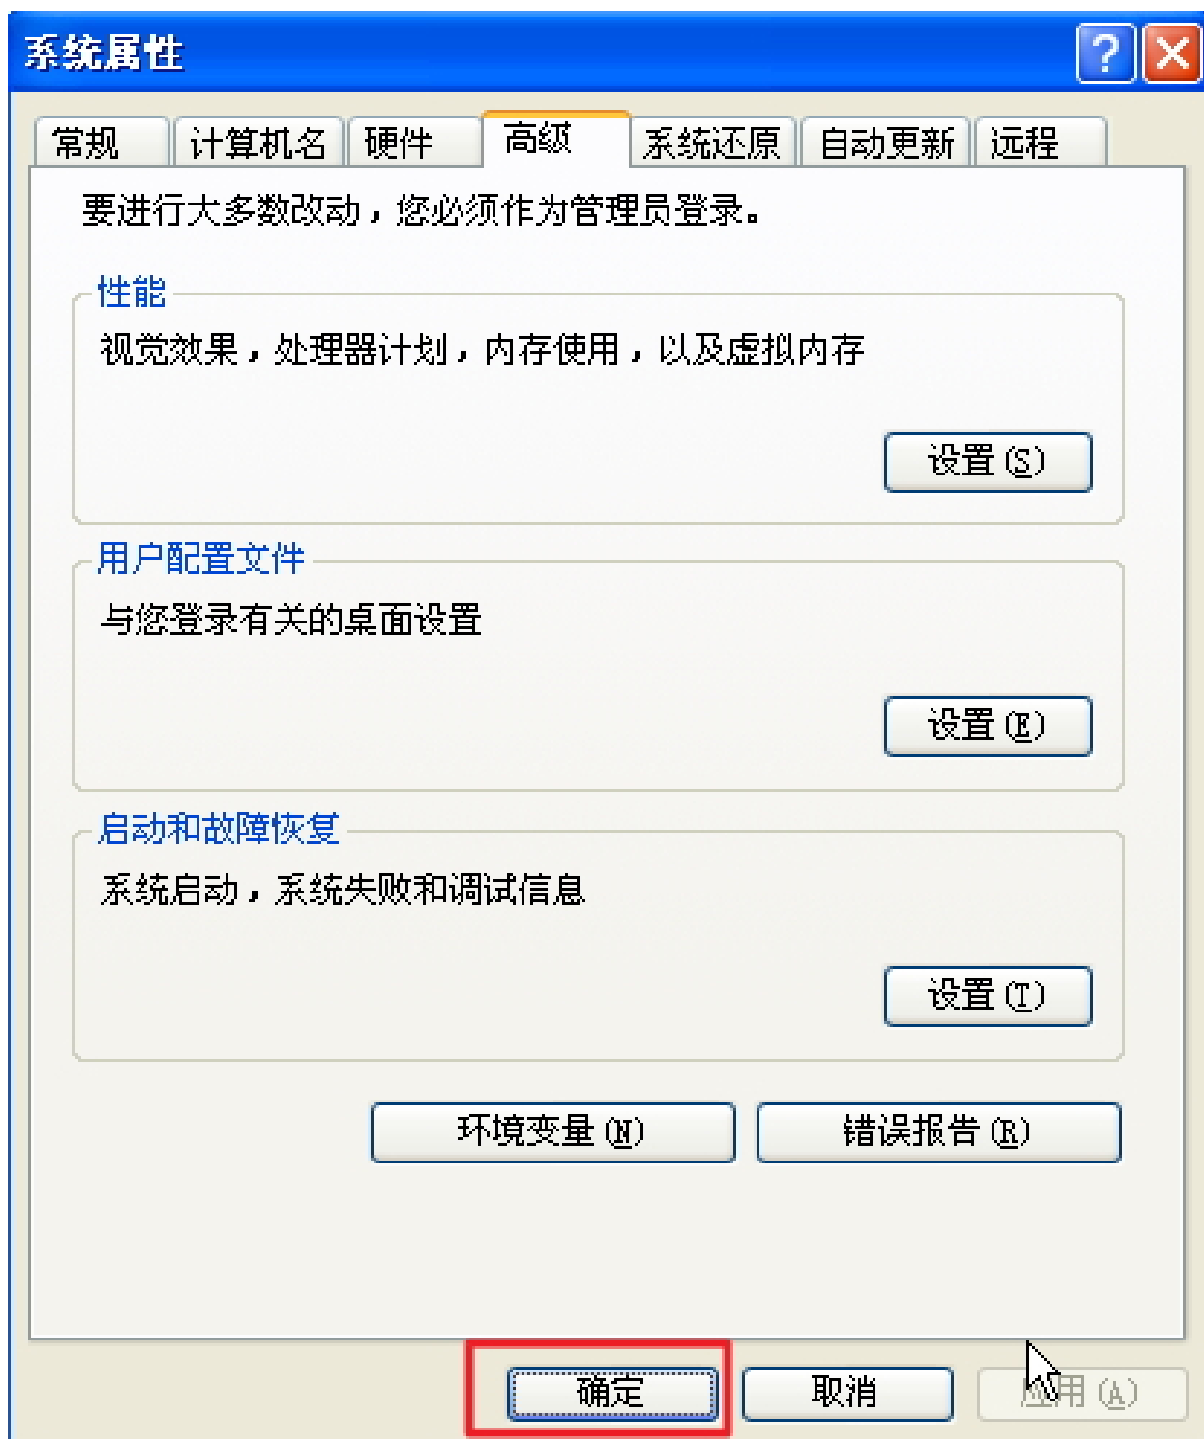 系统属性
常规 计算机名 硬件 高级 系统还原 自动更新 远程
要进行大多数改动，您必须作为管理员登录。
性能
视觉效果，处理器计划，内存使用，以及虚拟内存
设置(S)
用户配置文件
与您登录有关的桌面设置
设置(E)
启动和故障恢复
系统启动，系统失败和调试信息
设置(T)
环境变量(N) 错误报告(R)
确定 取消 应用(A)